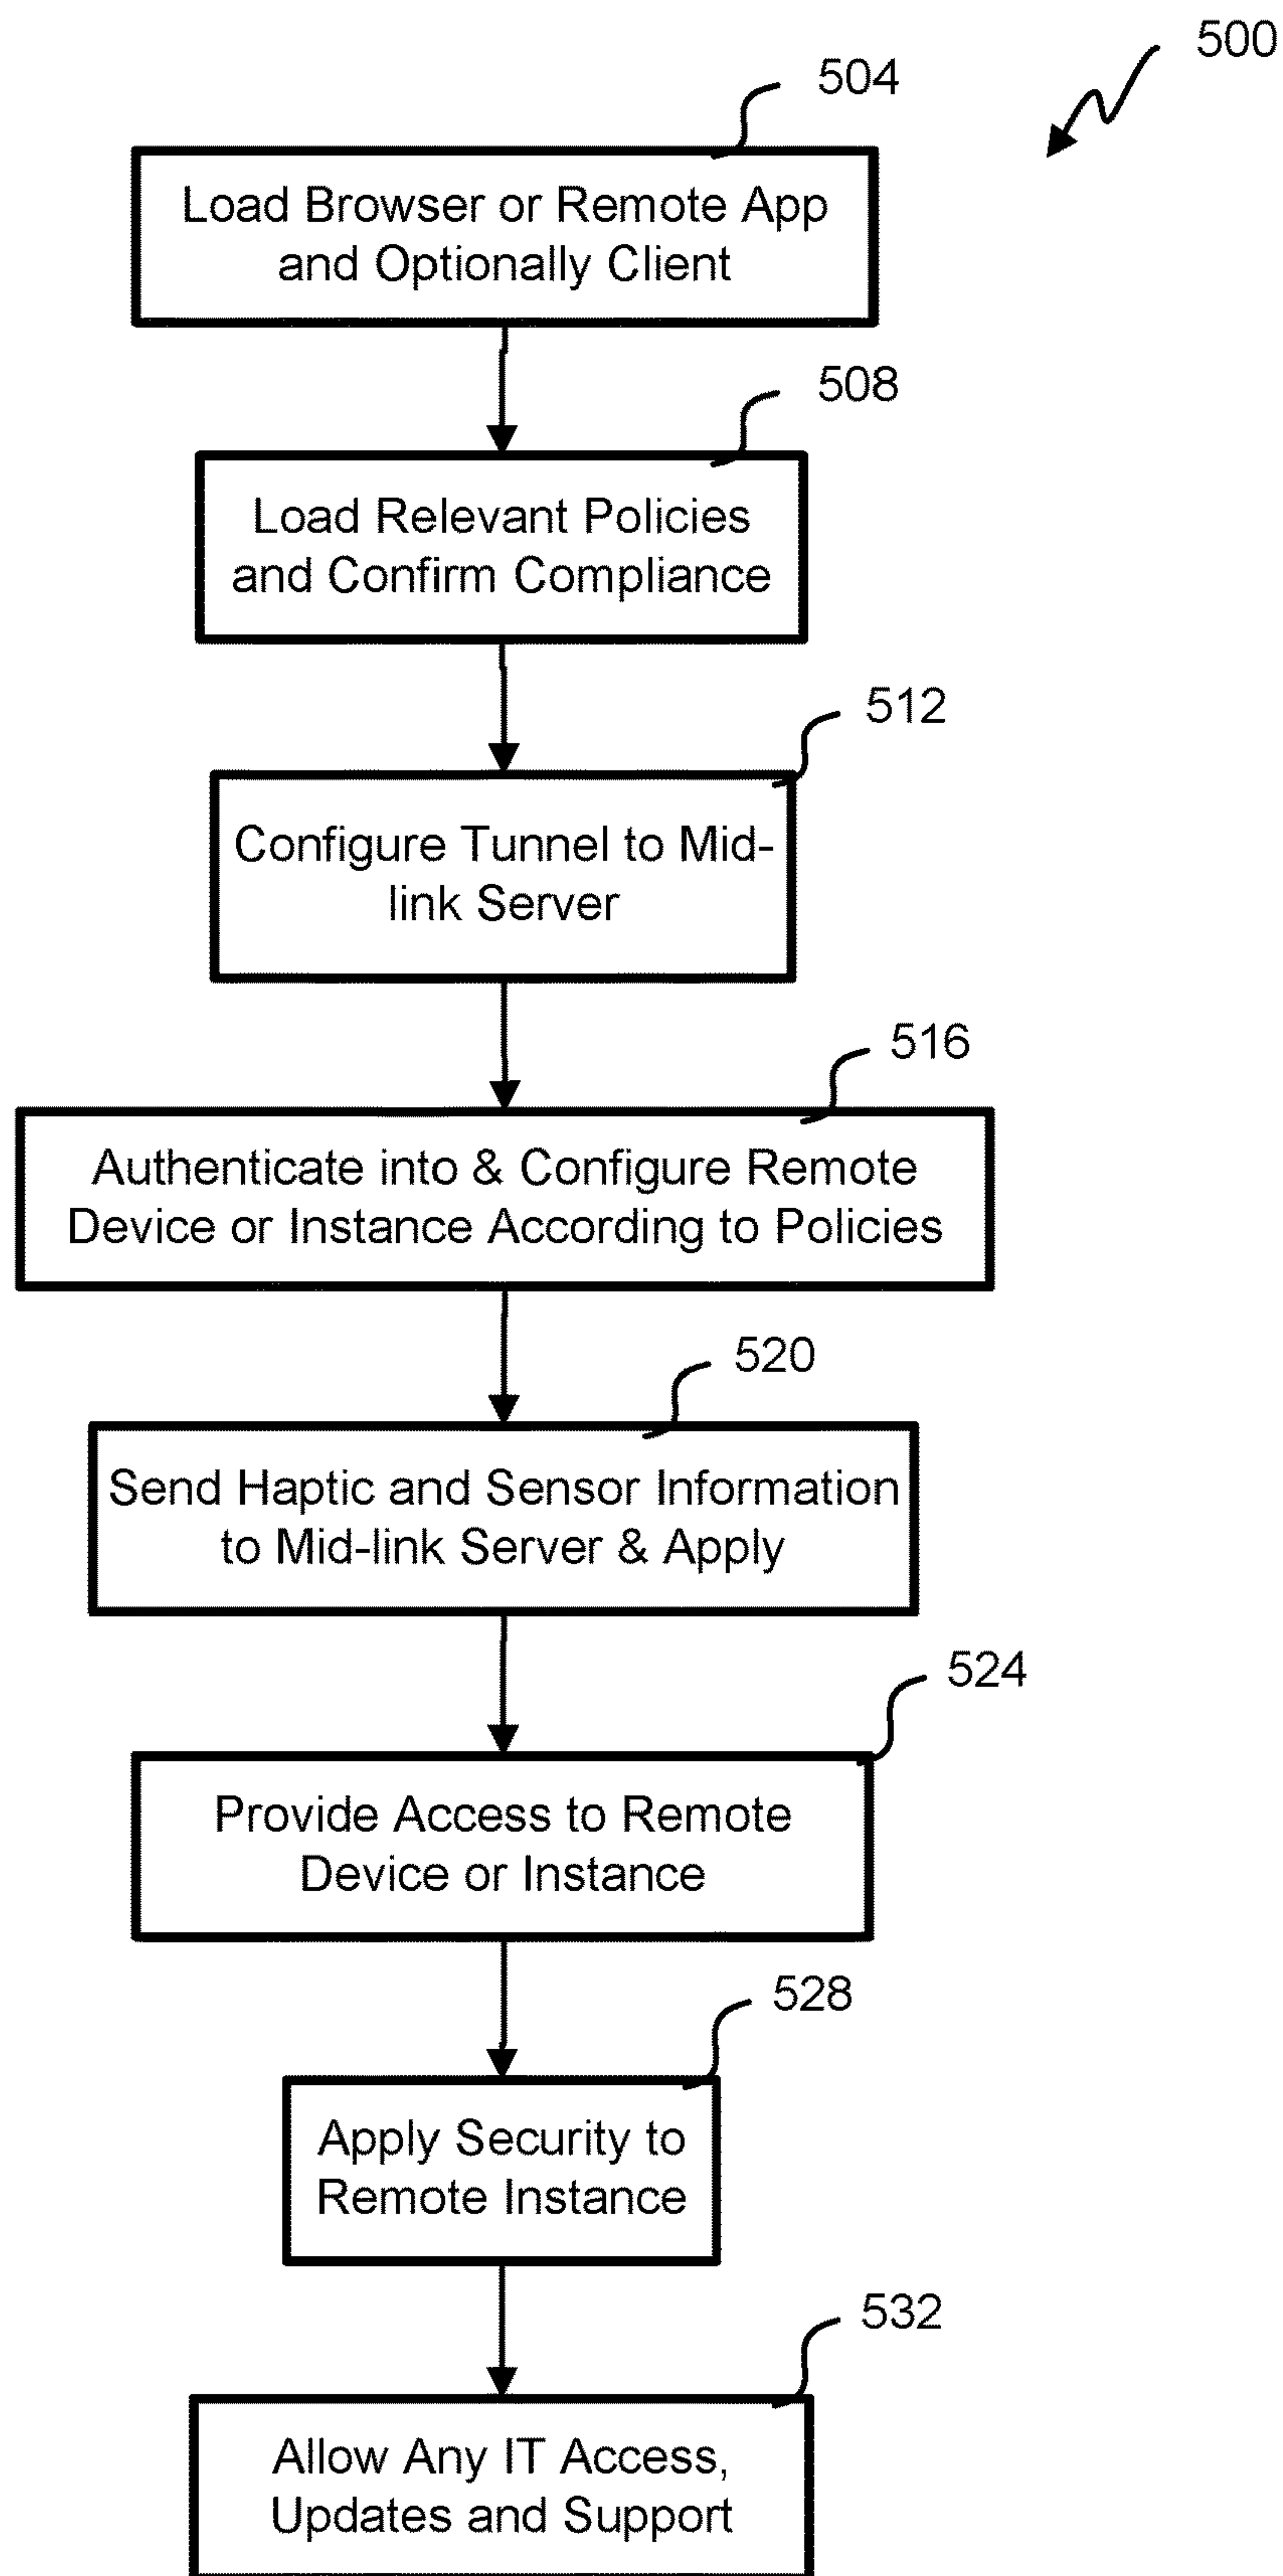 500
504
Load Browser or Remote App
and Optionally Client
508
Load Relevant Policies
and Confirm Compliance
512
Configure Tunnel to Mid-
link Server
516
Authenticate into & Configure Remote
Device or Instance According to Policies
520
Send Haptic and Sensor Information
to Mid-link Server & Apply
524
Provide Access to Remote
Device or Instance
528
Apply Security to
Remote Instance
532
Allow Any IT Access,
Updates and Support